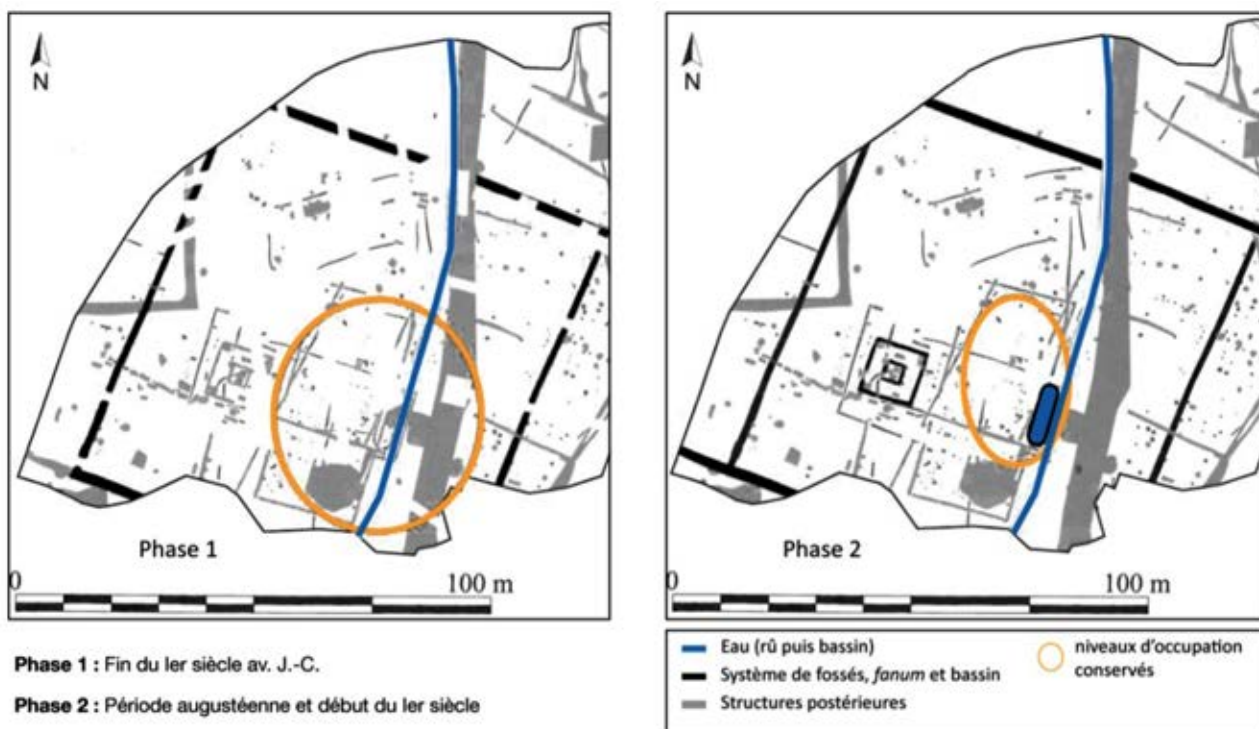 N
Phase 1
0 100 m
N
Phase 2
0 100 m
Phase 1 : Fin du Ier siècle av. J.-C.
Phase 2 : Période augustéenne et début du Ier siècle
Eau (rû puis bassin)
Système de fossés, fanum et bassin
Structures postérieures
niveaux d'occupation
conservés